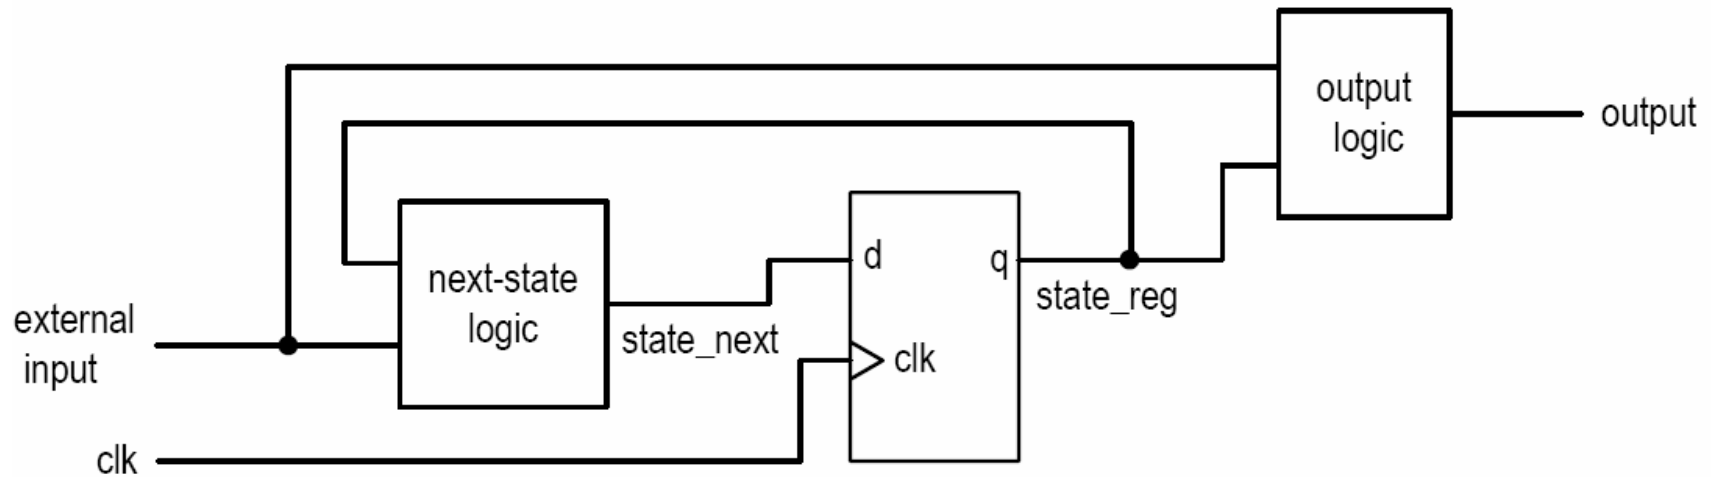 output
logic
output
next-state
logic
d
q
state_reg
external
input
state_next
clk
clk